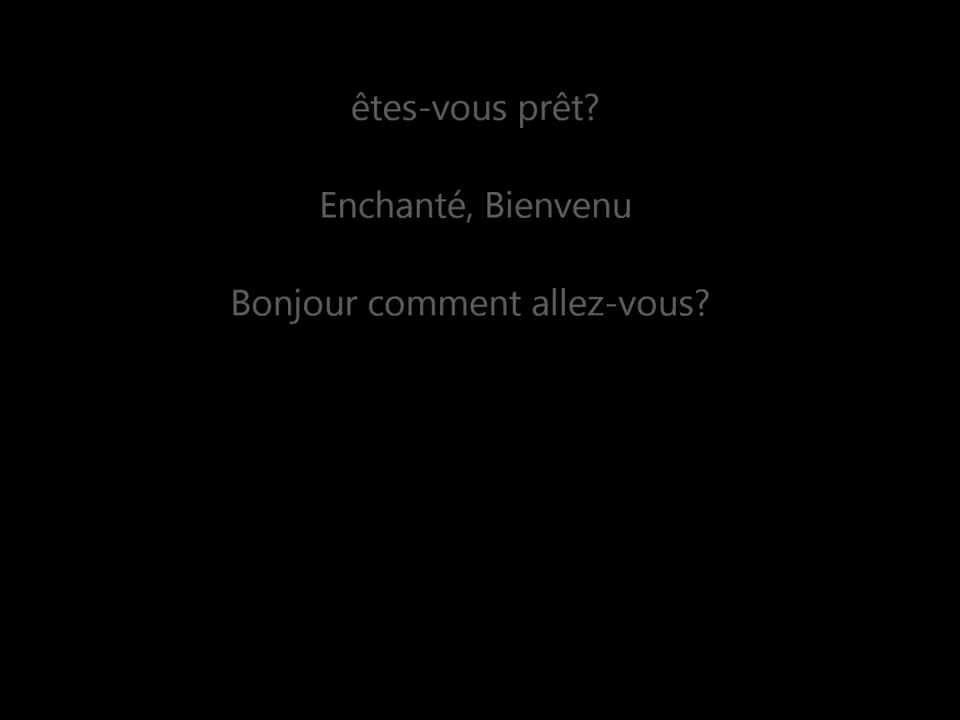 êtes-vous prêt?
Enchanté, Bienvenu
Bonjour comment allez-vous?